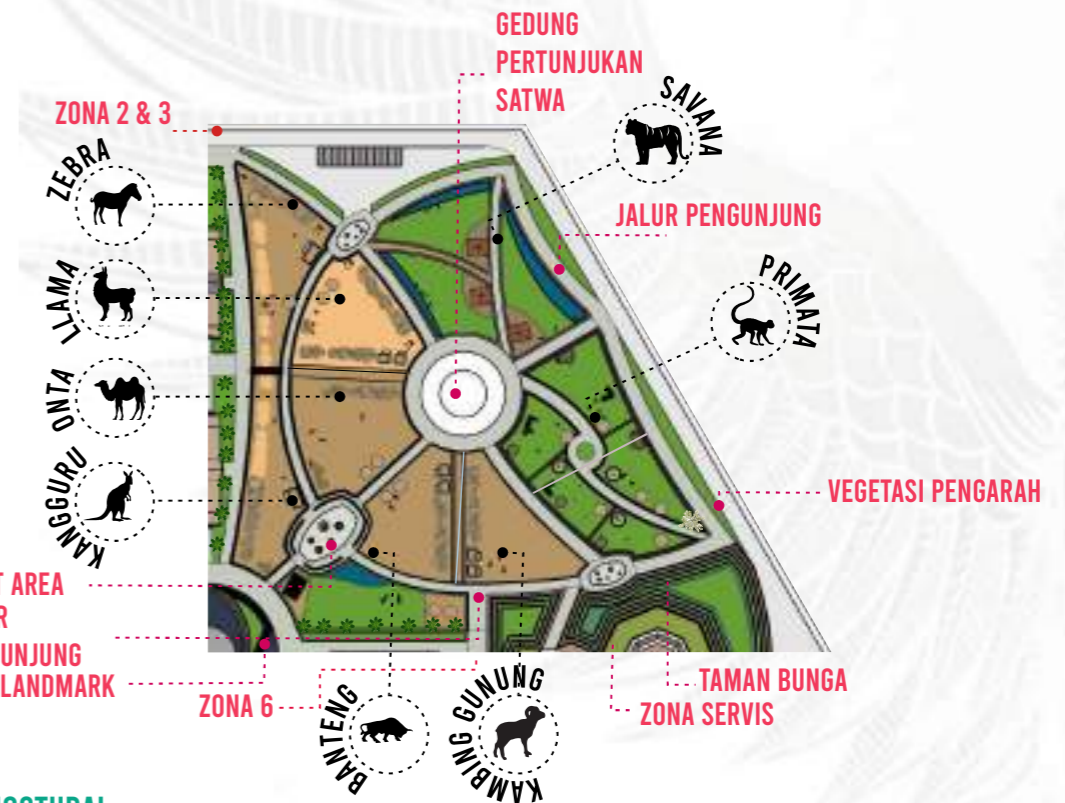 GEDUNG
PERTUNJUKAN
SATWA
ZONA 2 & 3
SAVANA
ZEBRA
JALUR PENGUNJUNG
PRIMATA
LLAMA
ONTA
KANGGURU
VEGETASI PENGARAH
T AREA
R
UNJUNG
LANDMARK
ZONA 6
TAMAN BUNGA
ZONA SERVIS
BANTENG
KAMBING GUNUNG